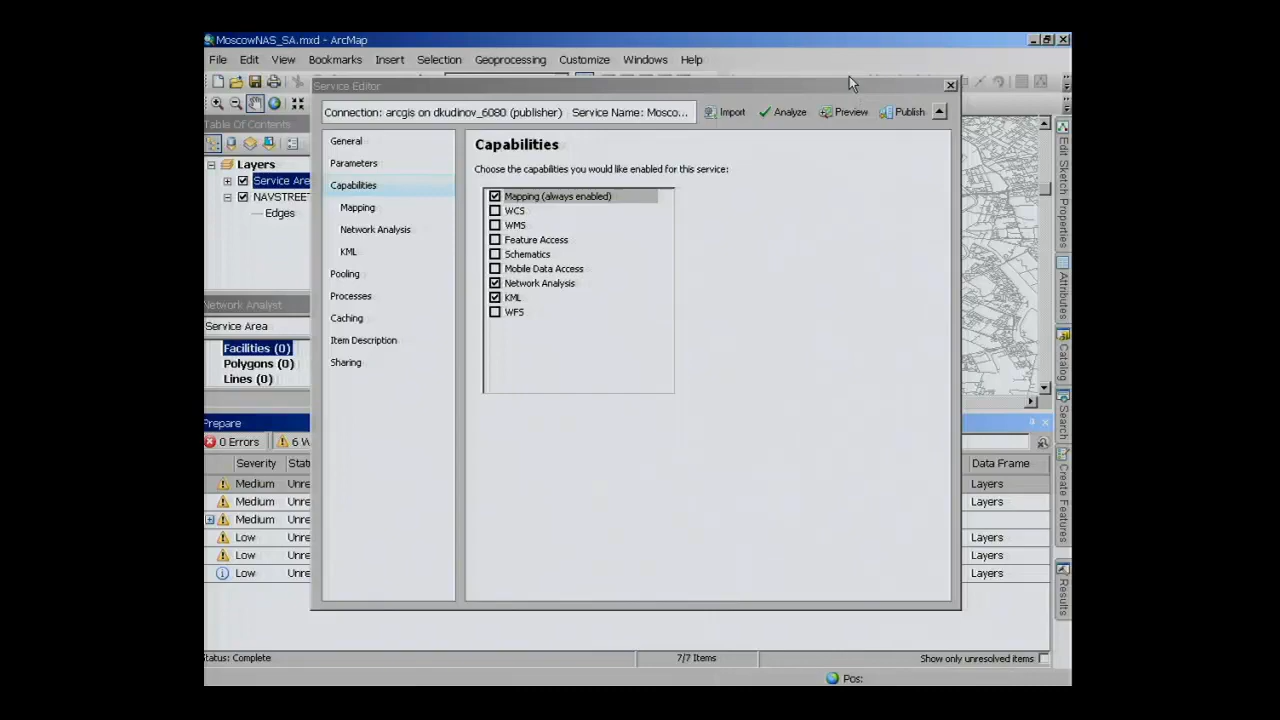 MoscowNAS_SA.mxd - ArcMap
File Edit View Bookmarks Insert Selection Geoprocessing Customize Windows Help
Service Editor
Connection: arcgis on dkudinov_6080 (publisher) Service Name: Mosco... Import Analyze Preview Publish
Table Of Contents
Layers
Service Are
NAVSTREET
Edges
Network Analyst
Service Area
Facilities (0)
Polygons (0)
Lines (0)
General
Parameters
Capabilities
Mapping
Network Analysis
KML
Pooling
Processes
Caching
Item Description
Sharing
Capabilities
Choose the capabilities you would like enabled for this service:
Mapping (always enabled)
WCS
WMS
Feature Access
Schematics
Mobile Data Access
Network Analysis
KML
WFS
Edit Sketch Properties
Attributes
Catalog
Search
Create Features
Results
Prepare
0 Errors 6 W
Severity Stat Data Frame
Medium Unre Layers
Medium Unre Layers
Medium Unre
Low Unre Layers
Low Unre Layers
Low Unre Layers
Status: Complete 7/7 Items Show only unresolved items
Pos: